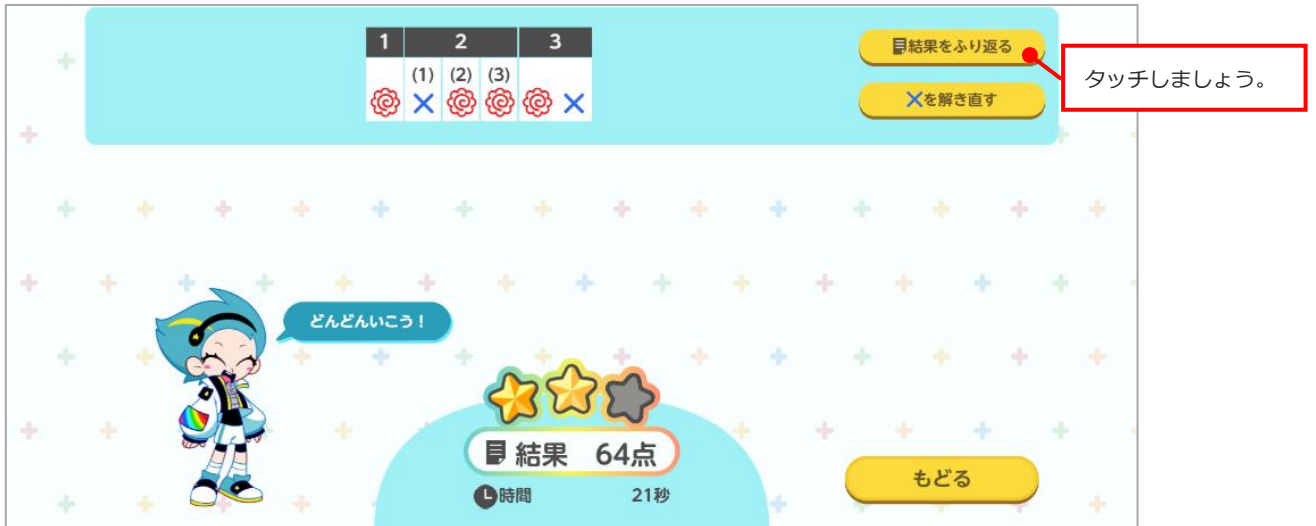 1 2 3
(1) (2) (3)
× ×
結果をふり返る
×を解き直す
タッチしましょう。
どんどんいこう！
結果 64点
時間 21秒
もどる